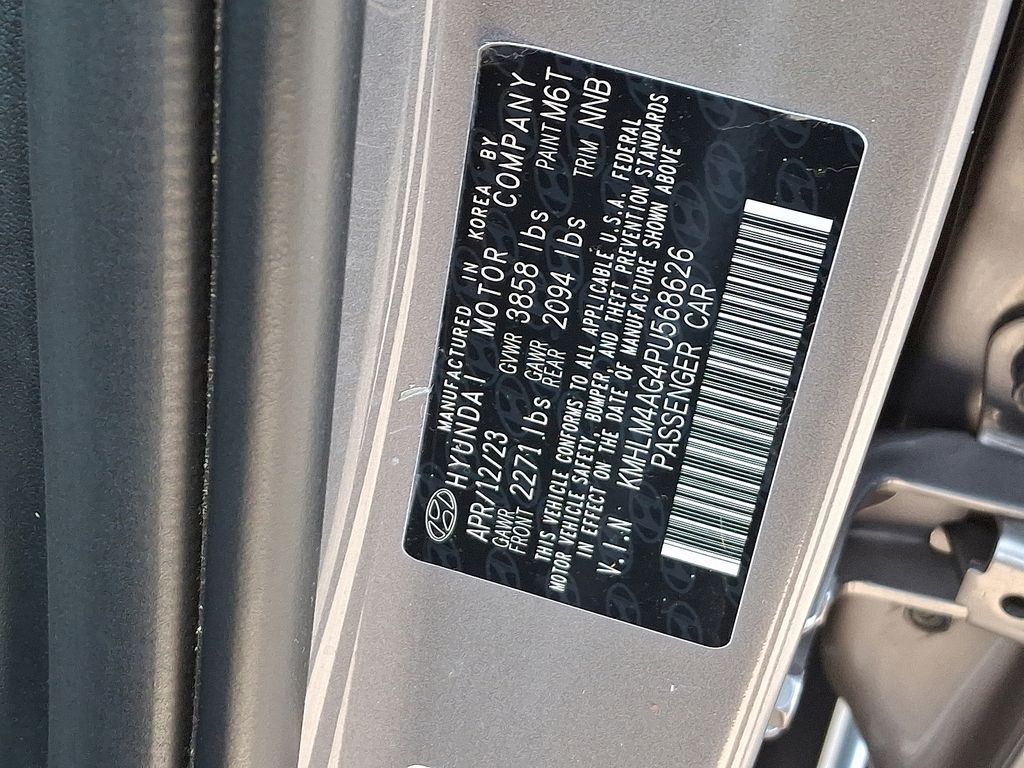 MANUFACTURED IN KOREA BY
HYUNDAI MOTOR COMPANY
APR/12/23 GVWR 3858 lbs PAINT M6T
GAWR FRONT 2271 lbs GAWR REAR 2094 lbs TRIM NNB
THIS VEHICLE CONFORMS TO ALL APPLICABLE U.S.A. FEDERAL
MOTOR VEHICLE SAFETY, BUMPER, AND THEFT PREVENTION STANDARDS
IN EFFECT ON THE DATE OF MANUFACTURE SHOWN ABOVE
V.I.N KMHLM4AG4PU568626
PASSENGER CAR